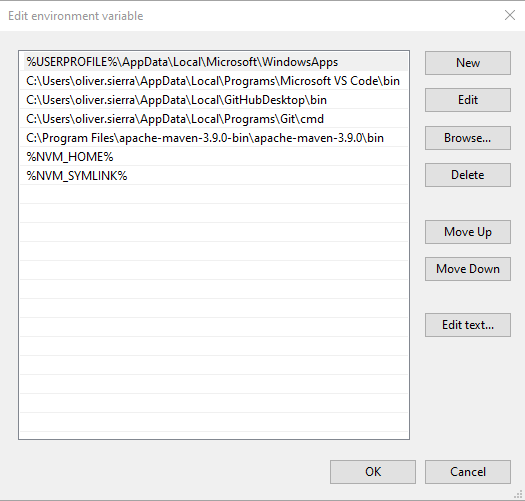 Edit environment variable
%USERPROFILE%\AppData\Local\Microsoft\WindowsApps
C:\Users\oliver.sierra\AppData\Local\Programs\Microsoft VS Code\bin
C:\Users\oliver.sierra\AppData\Local\GitHubDesktop\bin
C:\Users\oliver.sierra\AppData\Local\Programs\Git\cmd
C:\Program Files\apache-maven-3.9.0-bin\apache-maven-3.9.0\bin
%NVM_HOME%
%NVM_SYMLINK%
New
Edit
Browse...
Delete
Move Up
Move Down
Edit text...
OK
Cancel